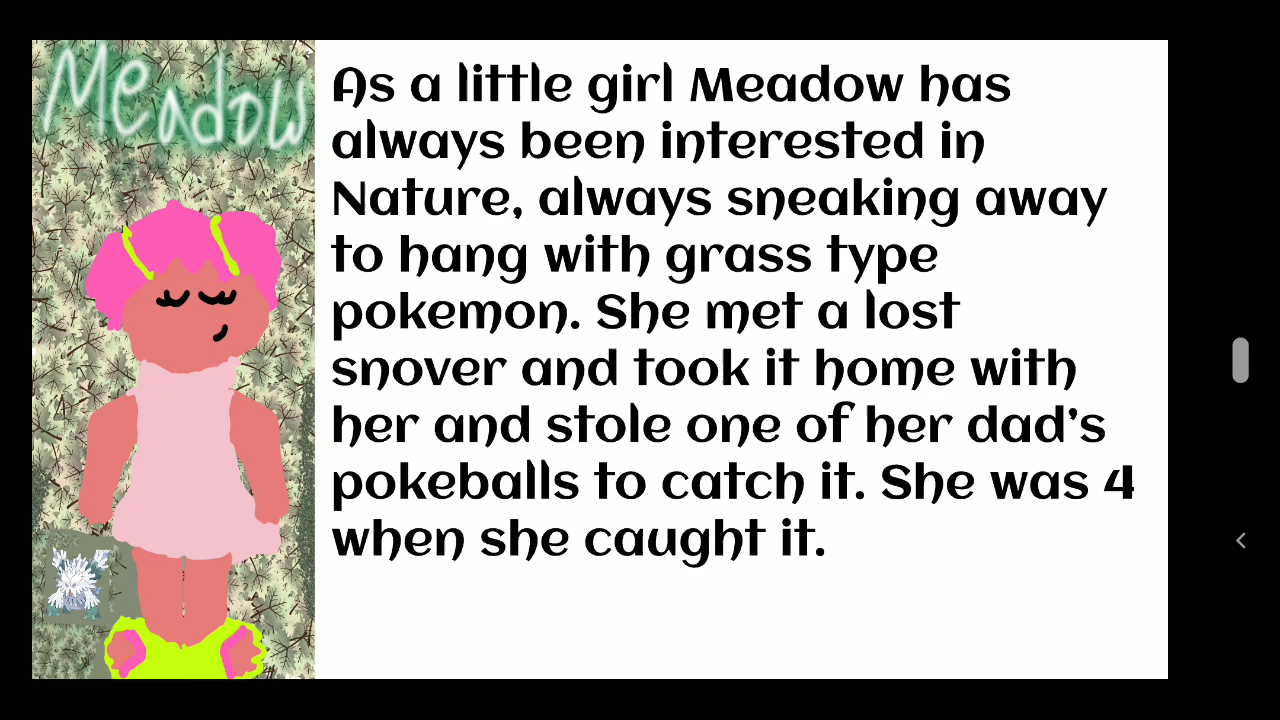 Meadow
As a little girl Meadow has
always been interested in
Nature, always sneaking away
to hang with grass type
pokemon. She met a lost
snover and took it home with
her and stole one of her dad's
pokeballs to catch it. She was 4
when she caught it.